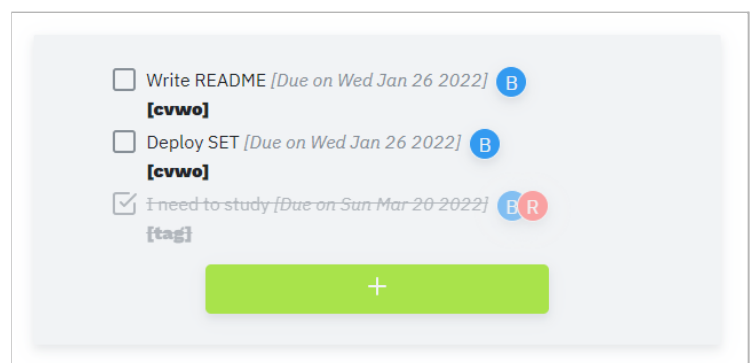 Write README [Due on Wed Jan 26 2022] B
[cvwo]
Deploy SET [Due on Wed Jan 26 2022] B
[cvwo]
I need to study [Due on Sun Mar 20 2022] B R
[tag]
+